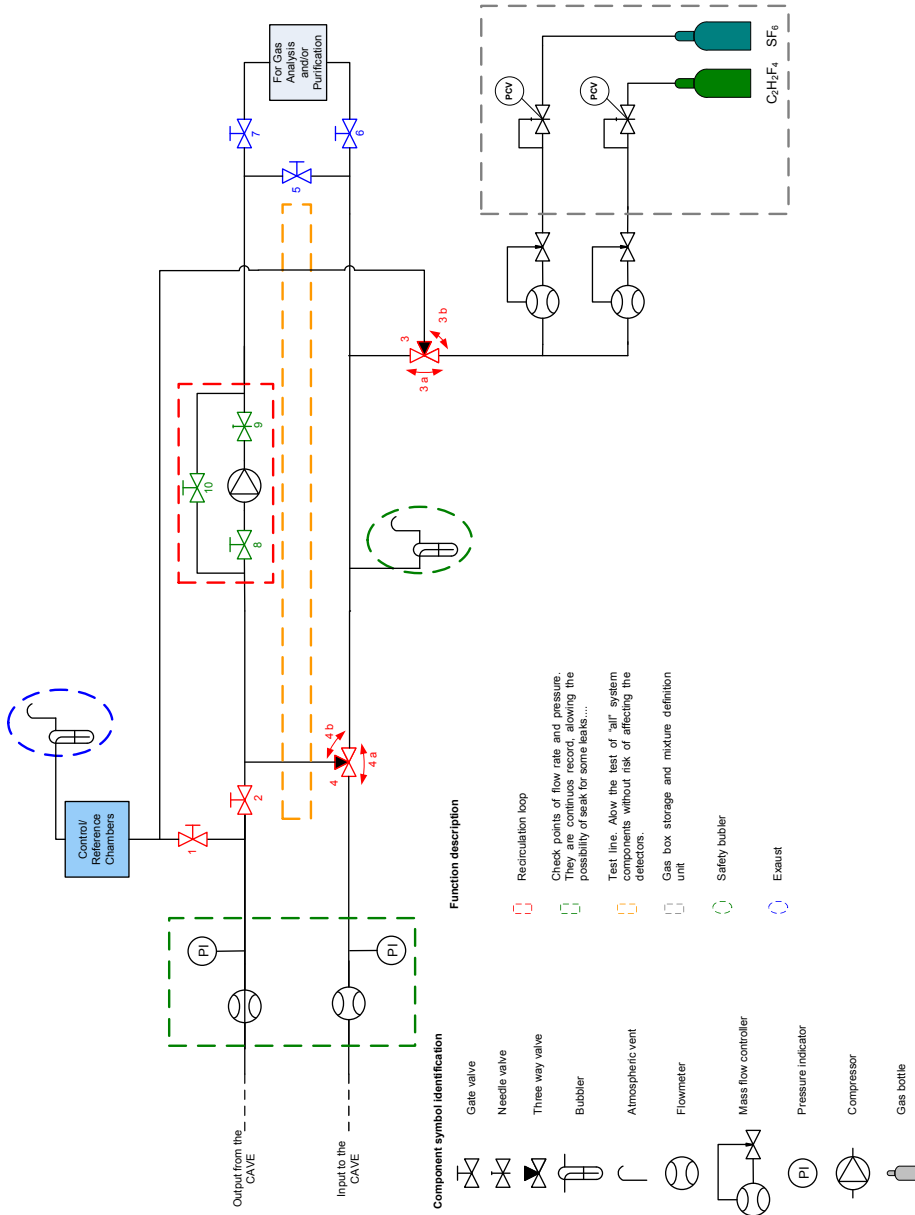 For Gas
Analysis
and/or
Purification
7
6
5
SF6
C2H2F4
PCV
PCV
3
3 b
3 a
9
10
8
4 b
4
4 a
2
1
Control/
Reference
Chambers
PI
PI
Output from the
CAVE
Input to the
CAVE
Function description
Recirculation loop
Check points of flow rate and pressure.
They are continuos record, allowing the
possibility of seak for some leaks....
Test line. Alow the test of "all" system
components without risk of affecting the
detectors.
Gas box storage and mixture definition
unit
Safety bubler
Exaust
Component symbol identification
Gate valve
Needle valve
Three way valve
Bubbler
Atmospheric vent
Flowmeter
Mass flow controller
PI
Pressure indicator
Compressor
Gas bottle